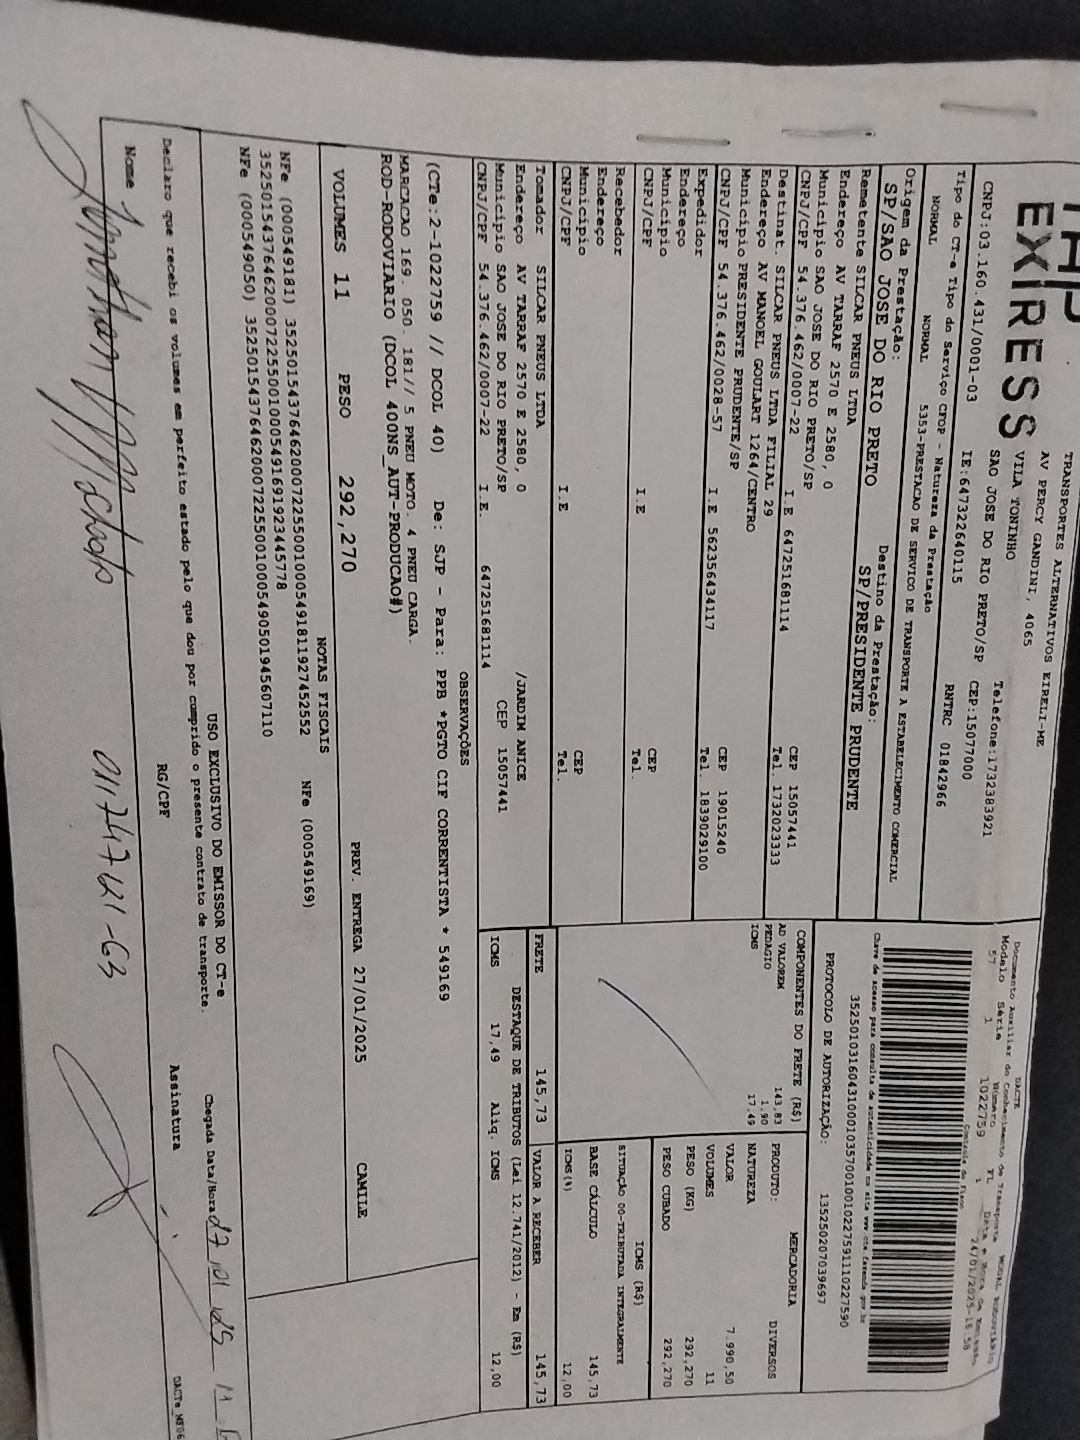 EXPRESS
TRANSPORTES ALTERNATIVOS EIRELI-ME
AV PERCY GANDINI, 4065
VILA TONINHO
SAO JOSE DO RIO PRETO/SP CEP:15077000
Telefone:1732383921
CNPJ:03.160.431/0001-03 IE:647322640115 RNTRC 01842966
DACTE
Documento Auxiliar do Conhecimento de Transporte MODAL RODOVIÁRIO
Modelo Série Número FL Data e Hora de Emissão
57 1 1022759 1 24/01/2025-18:58
Controle do Fisco
Chave de acesso para consulta de autenticidade no site www.cte.fazenda.gov.br
35250103160431000103570010010227591110227590
PROTOCOLO DE AUTORIZAÇÃO: 135250207039697
Tipo do CT-e Tipo do Serviço CFOP - Natureza da Prestação
NORMAL NORMAL 5353-PRESTACAO DE SERVICO DE TRANSPORTE A ESTABELECIMENTO COMERCIAL
Origem da Prestação: Destino da Prestação:
SP/SAO JOSE DO RIO PRETO SP/PRESIDENTE PRUDENTE
Remetente SILCAR PNEUS LTDA
Endereço AV TARRAF 2570 E 2580, 0
Município SAO JOSE DO RIO PRETO/SP CEP 15057441
CNPJ/CPF 54.376.462/0007-22 I.E 647251681114 Tel. 1732023333
Destinat. SILCAR PNEUS LTDA FILIAL 29
Endereço AV MANOEL GOULART 1264/CENTRO
Município PRESIDENTE PRUDENTE/SP CEP 19015240
CNPJ/CPF 54.376.462/0028-57 I.E 562356434117 Tel. 1839029100
Expedidor
Endereço
Município CEP
CNPJ/CPF I.E Tel.
Recebedor
Endereço
Município CEP
CNPJ/CPF I.E Tel.
Tomador SILCAR PNEUS LTDA
Endereço AV TARRAF 2570 E 2580, 0 /JARDIM ANICE
Município SAO JOSE DO RIO PRETO/SP CEP 15057441
CNPJ/CPF 54.376.462/0007-22 I.E. 647251681114
COMPONENTES DO FRETE (R$)
AD VALOREM 143,83
PEDAGIO 1,90
ICMS 17,49
MERCADORIA
PRODUTO: DIVERSOS
NATUREZA
VALOR 7.990,50
VOLUMES 11
PESO (KG) 292,270
PESO CUBADO 292,270
ICMS (R$)
SITUAÇÃO 00-TRIBUTADA INTEGRALMENTE
BASE CÁLCULO 145,73
ICMS(%) 12,00
FRETE 145,73 VALOR A RECEBER 145,73
DESTAQUE DE TRIBUTOS (Lei 12.741/2012) - Em (R$)
ICMS 17,49 Aliq. ICMS 12,00
OBSERVAÇÕES
(CTe:2-1022759 // DCOL 40) De: SJP - Para: PPB *PGTO CIF CORRENTISTA * 549169
MARCACAO 169. 050. 181// 5 PNEU MOTO. 4 PNEU CARGA.
ROD-RODOVIARIO (DCOL 400NS_AUT-PRODUCAO#)
VOLUMES 11 PESO 292,270 PREV. ENTREGA 27/01/2025 CAMILE
NOTAS FISCAIS
NFe (000549181) 35250154376462000722550010005491811927452552 NFe (000549169)
35250154376462000722550010005491691923445778
NFe (000549050) 35250154376462000722550010005490501945607110
USO EXCLUSIVO DO EMISSOR DO CT-e
Declaro que recebi os volumes em perfeito estado pelo que dou por cumprido o presente contrato de transporte.
Chegada Data/Hora 27 01 125 11
Nome RG/CPF Assinatura